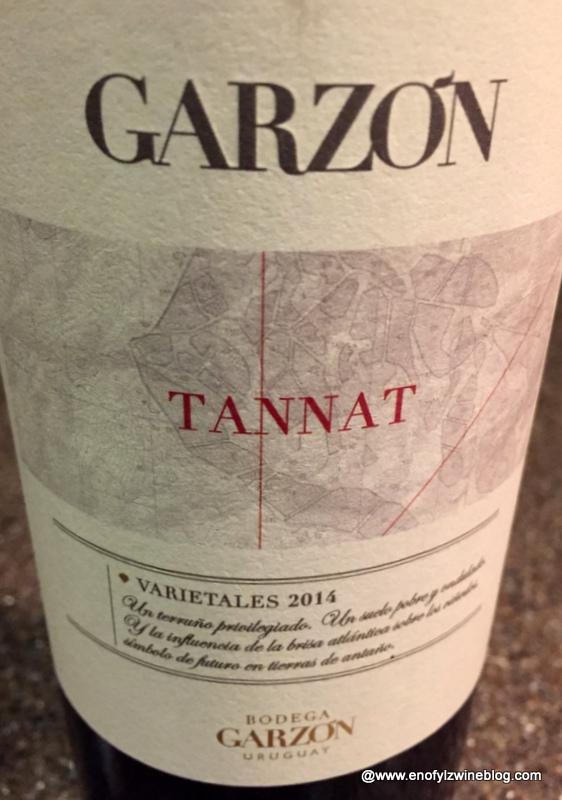 GARZÓN
TANNAT
VARIETALES 2014
Un terruño privilegiado. Un suelo pobre y ondulado.
Y la influencia de la brisa atlántica sobre los viñedos,
símbolo de futuro en tierras de antaño.
BODEGA
GARZÓN
URUGUAY
@www.enofylzwineblog.com